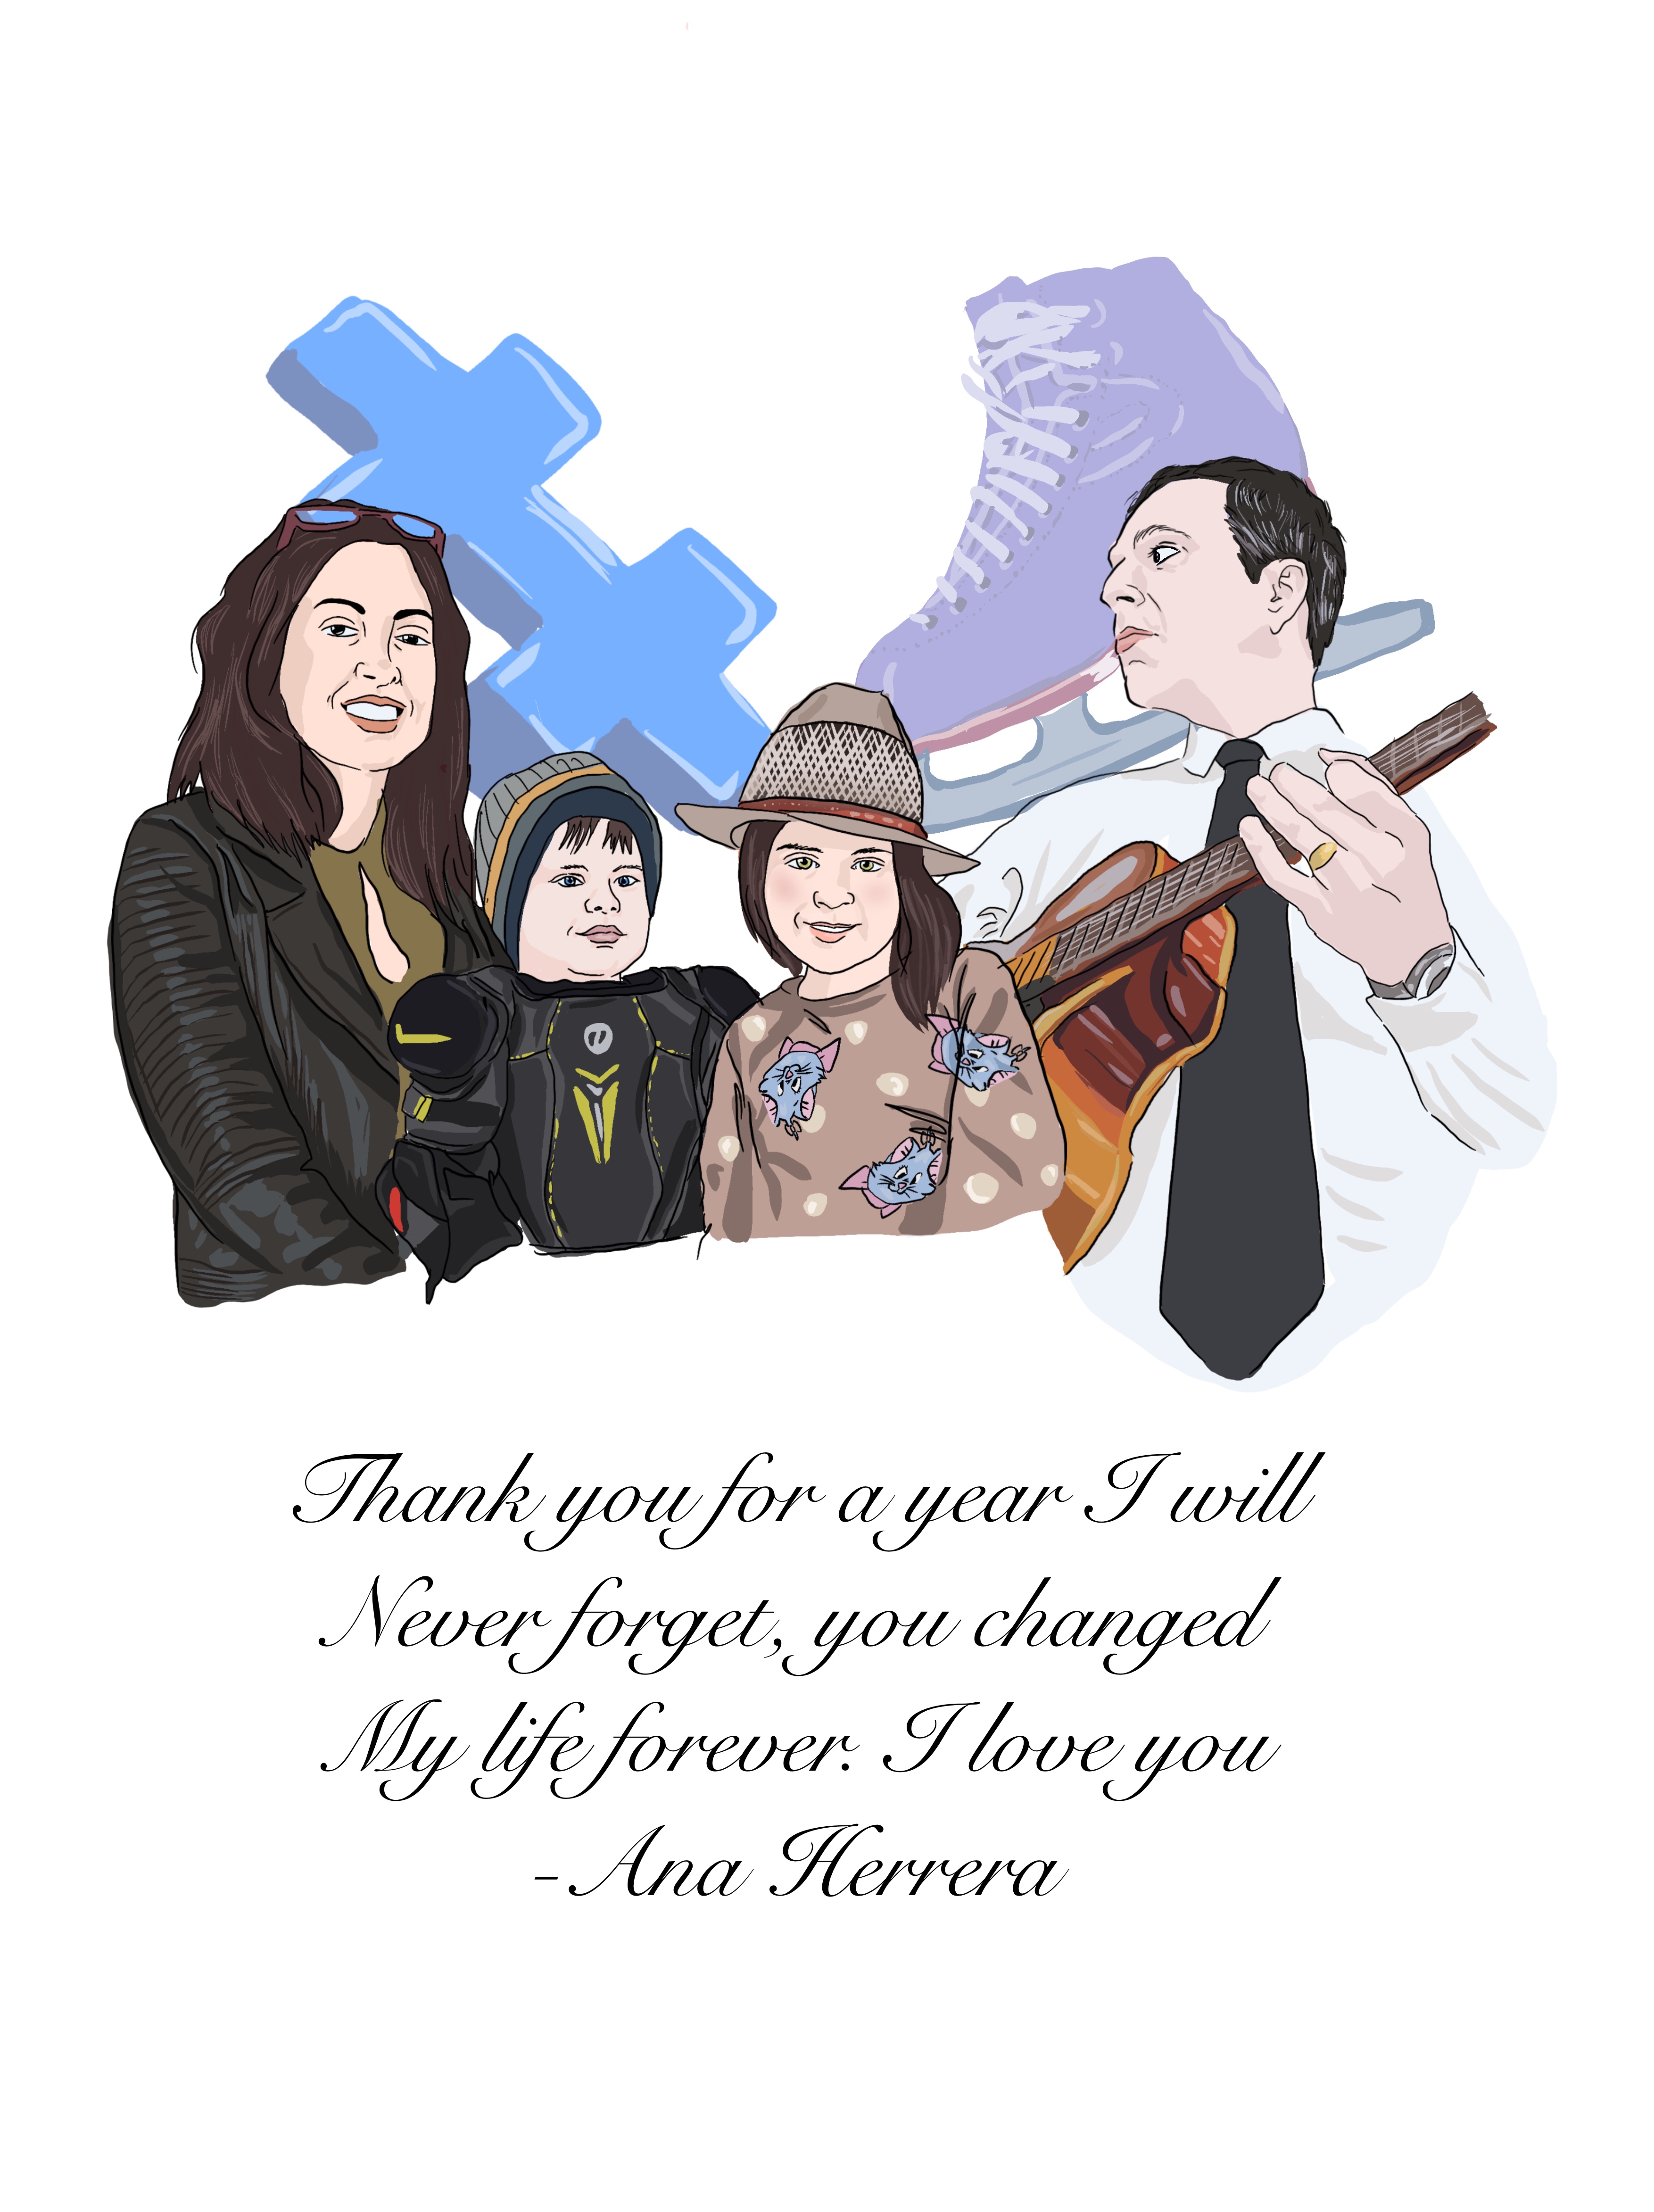 Thank you for a year I will
Never forget, you changed
My life forever. I love you
-Ana Herrera